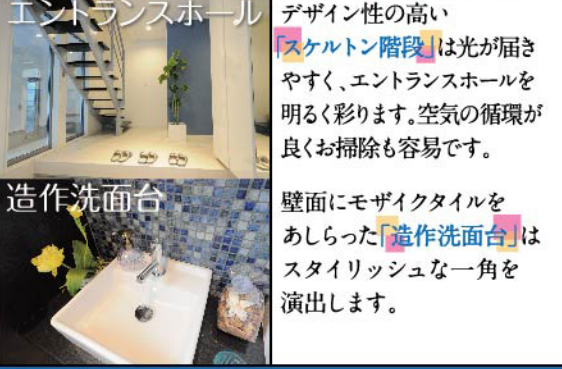 エントランスホール
デザイン性の高い
「スケルトン階段」は光が届き
やすく、エントランスホールを
明るく彩ります。空気の循環が
良くお掃除も容易です。
造作洗面台
壁面にモザイクタイルを
あしらった「造作洗面台」は
スタイリッシュな一角を
演出します。